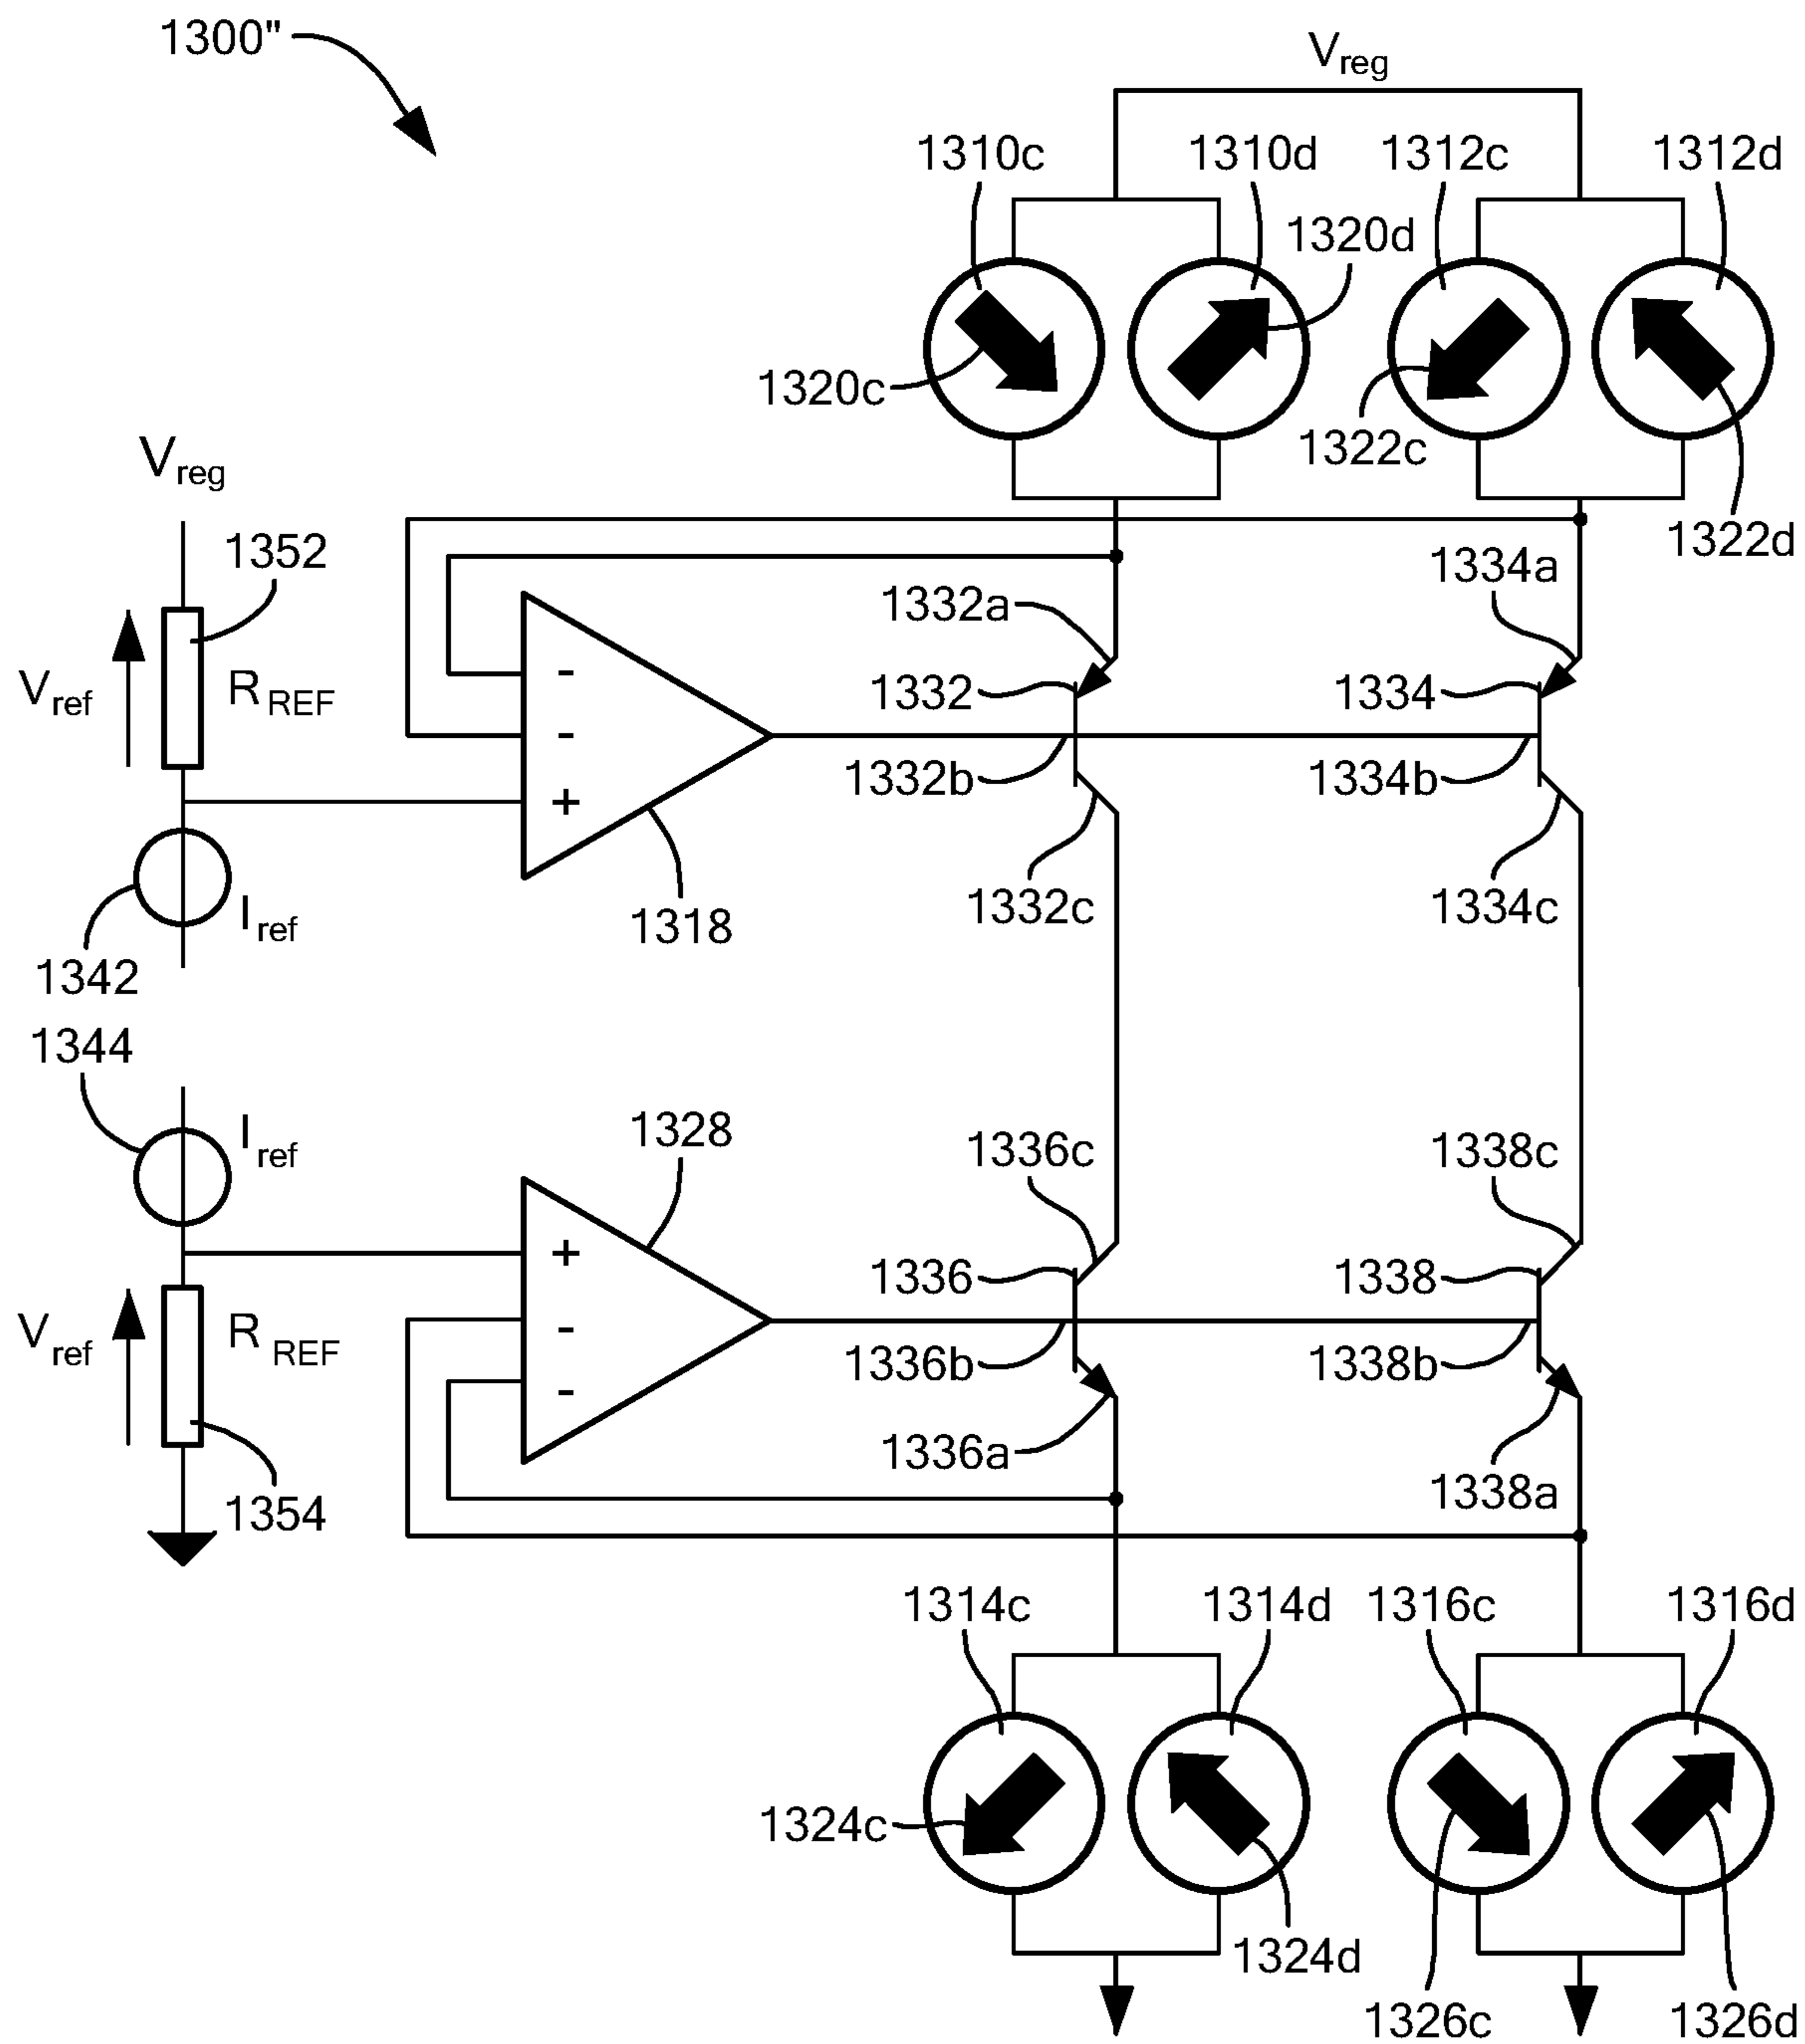 1300"
Vreg
1310c 1310d 1312c 1312d
1320d
1320c
1322c
Vreg
1322d
1352
1334a
1332a
-
Vref RREF
1332 1334
-
1332b 1334b
+
1332c 1334c
Iref
1318
1342
1344
Iref
1328
1336c 1338c
+
1336 1338
Vref RREF
-
1336b 1338b
-
1336a
1338a
1354
1314c 1314d 1316c 1316d
1324c
1324d
1326c 1326d